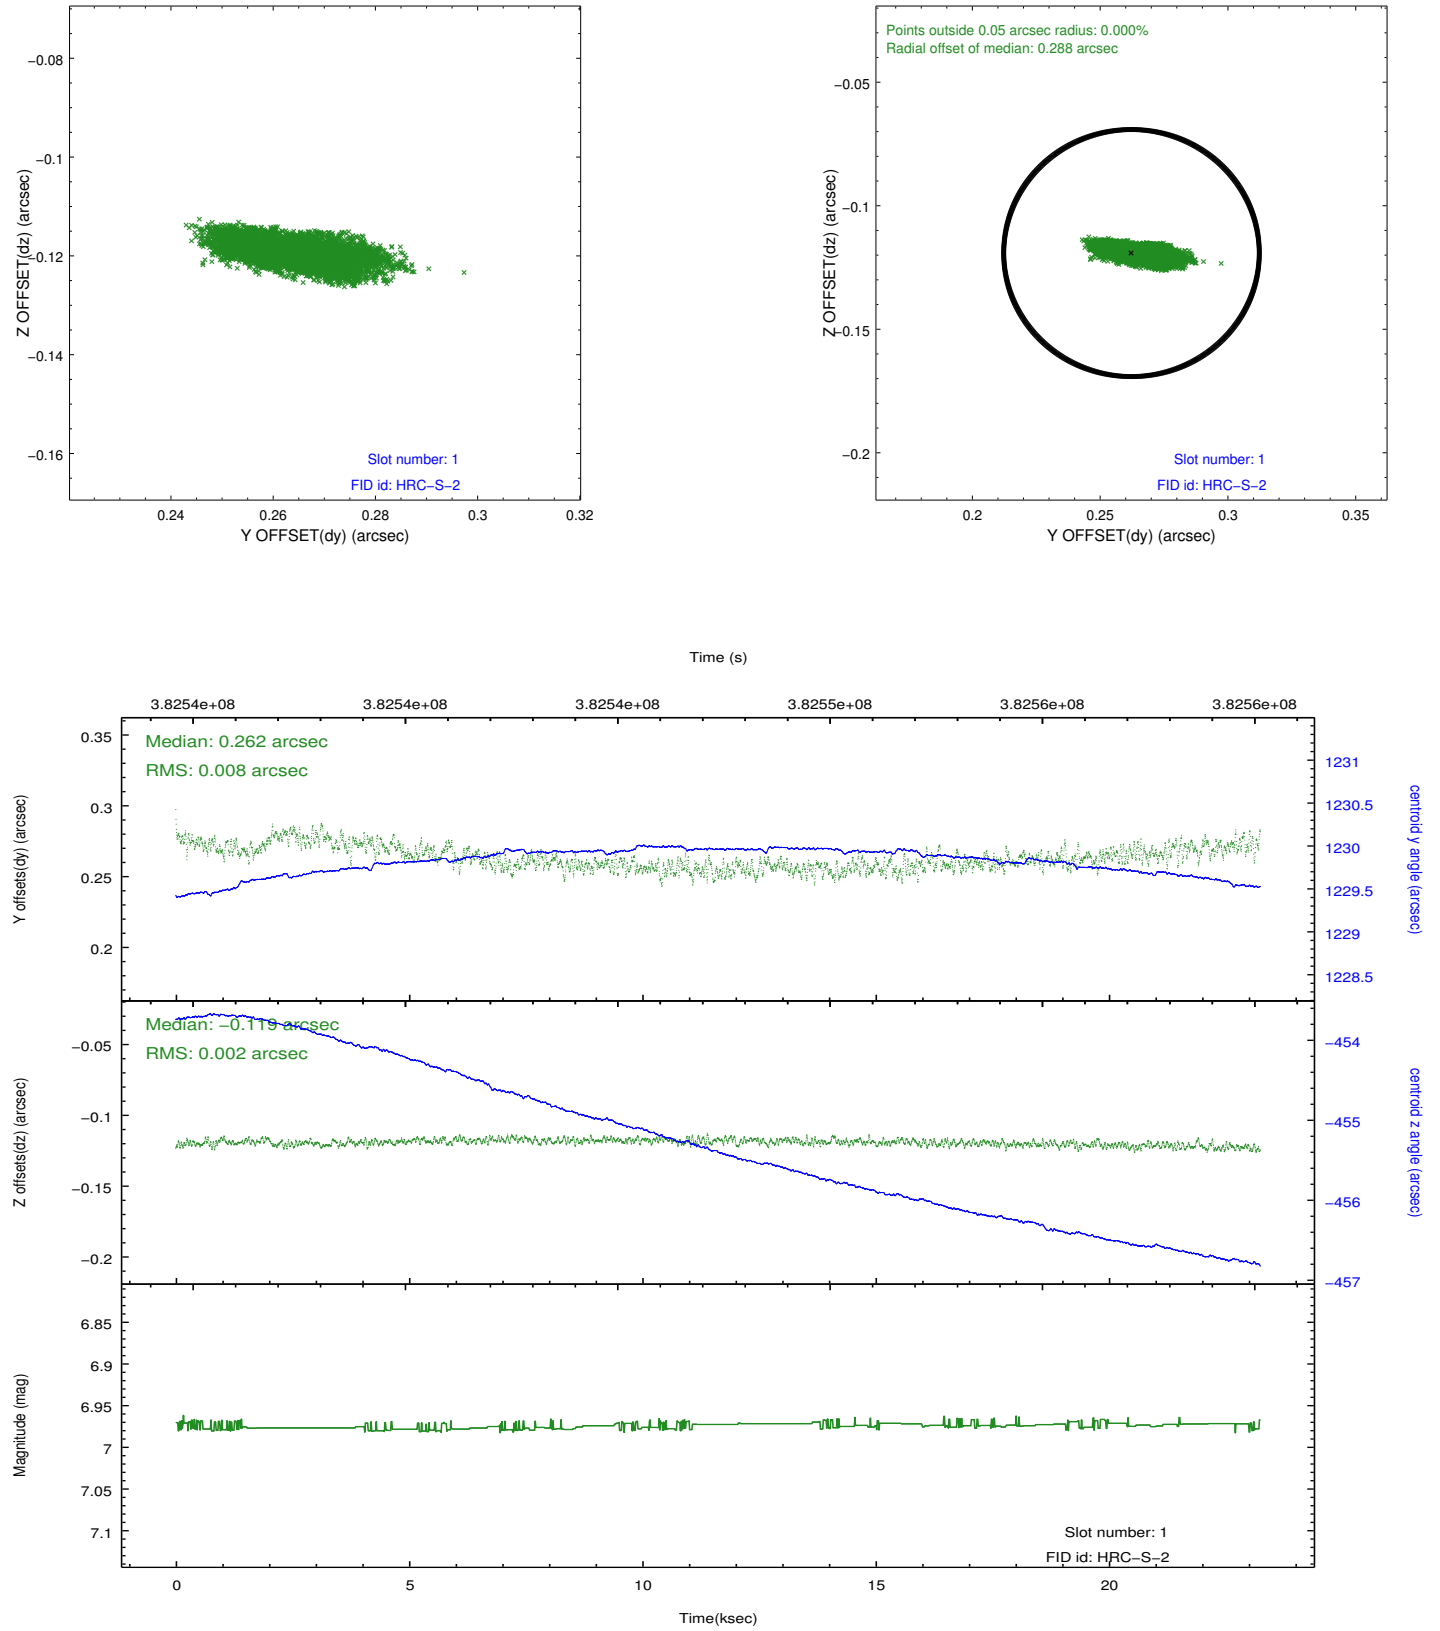 −0.08
−0.1
−0.12
−0.14
−0.16
Z OFFSET(dz) (arcsec)
Slot number: 1
FID id: HRC−S−2
0.24
0.26
0.28
0.3
0.32
Y OFFSET(dy) (arcsec)
Points outside 0.05 arcsec radius: 0.000%
Radial offset of median: 0.288 arcsec
−0.05
−0.1
−0.15
−0.2
Z OFFSET(dz) (arcsec)
Slot number: 1
FID id: HRC−S−2
0.2
0.25
0.3
0.35
Y OFFSET(dy) (arcsec)
Time (s)
3.8254e+08
3.8254e+08
3.8254e+08
3.8255e+08
3.8256e+08
3.8256e+08
Median: 0.262 arcsec
RMS: 0.008 arcsec
0.35
0.3
0.25
0.2
Y offsets(dy) (arcsec)
1231
1230.5
1230
1229.5
1229
1228.5
centroid y angle (arcsec)
Median: −0.119 arcsec
RMS: 0.002 arcsec
−0.05
−0.1
−0.15
−0.2
Z offsets(dz) (arcsec)
−454
−455
−456
−457
centroid z angle (arcsec)
6.85
6.9
6.95
7
7.05
7.1
Magnitude (mag)
Slot number: 1
FID id: HRC−S−2
0
5
10
15
20
Time(ksec)